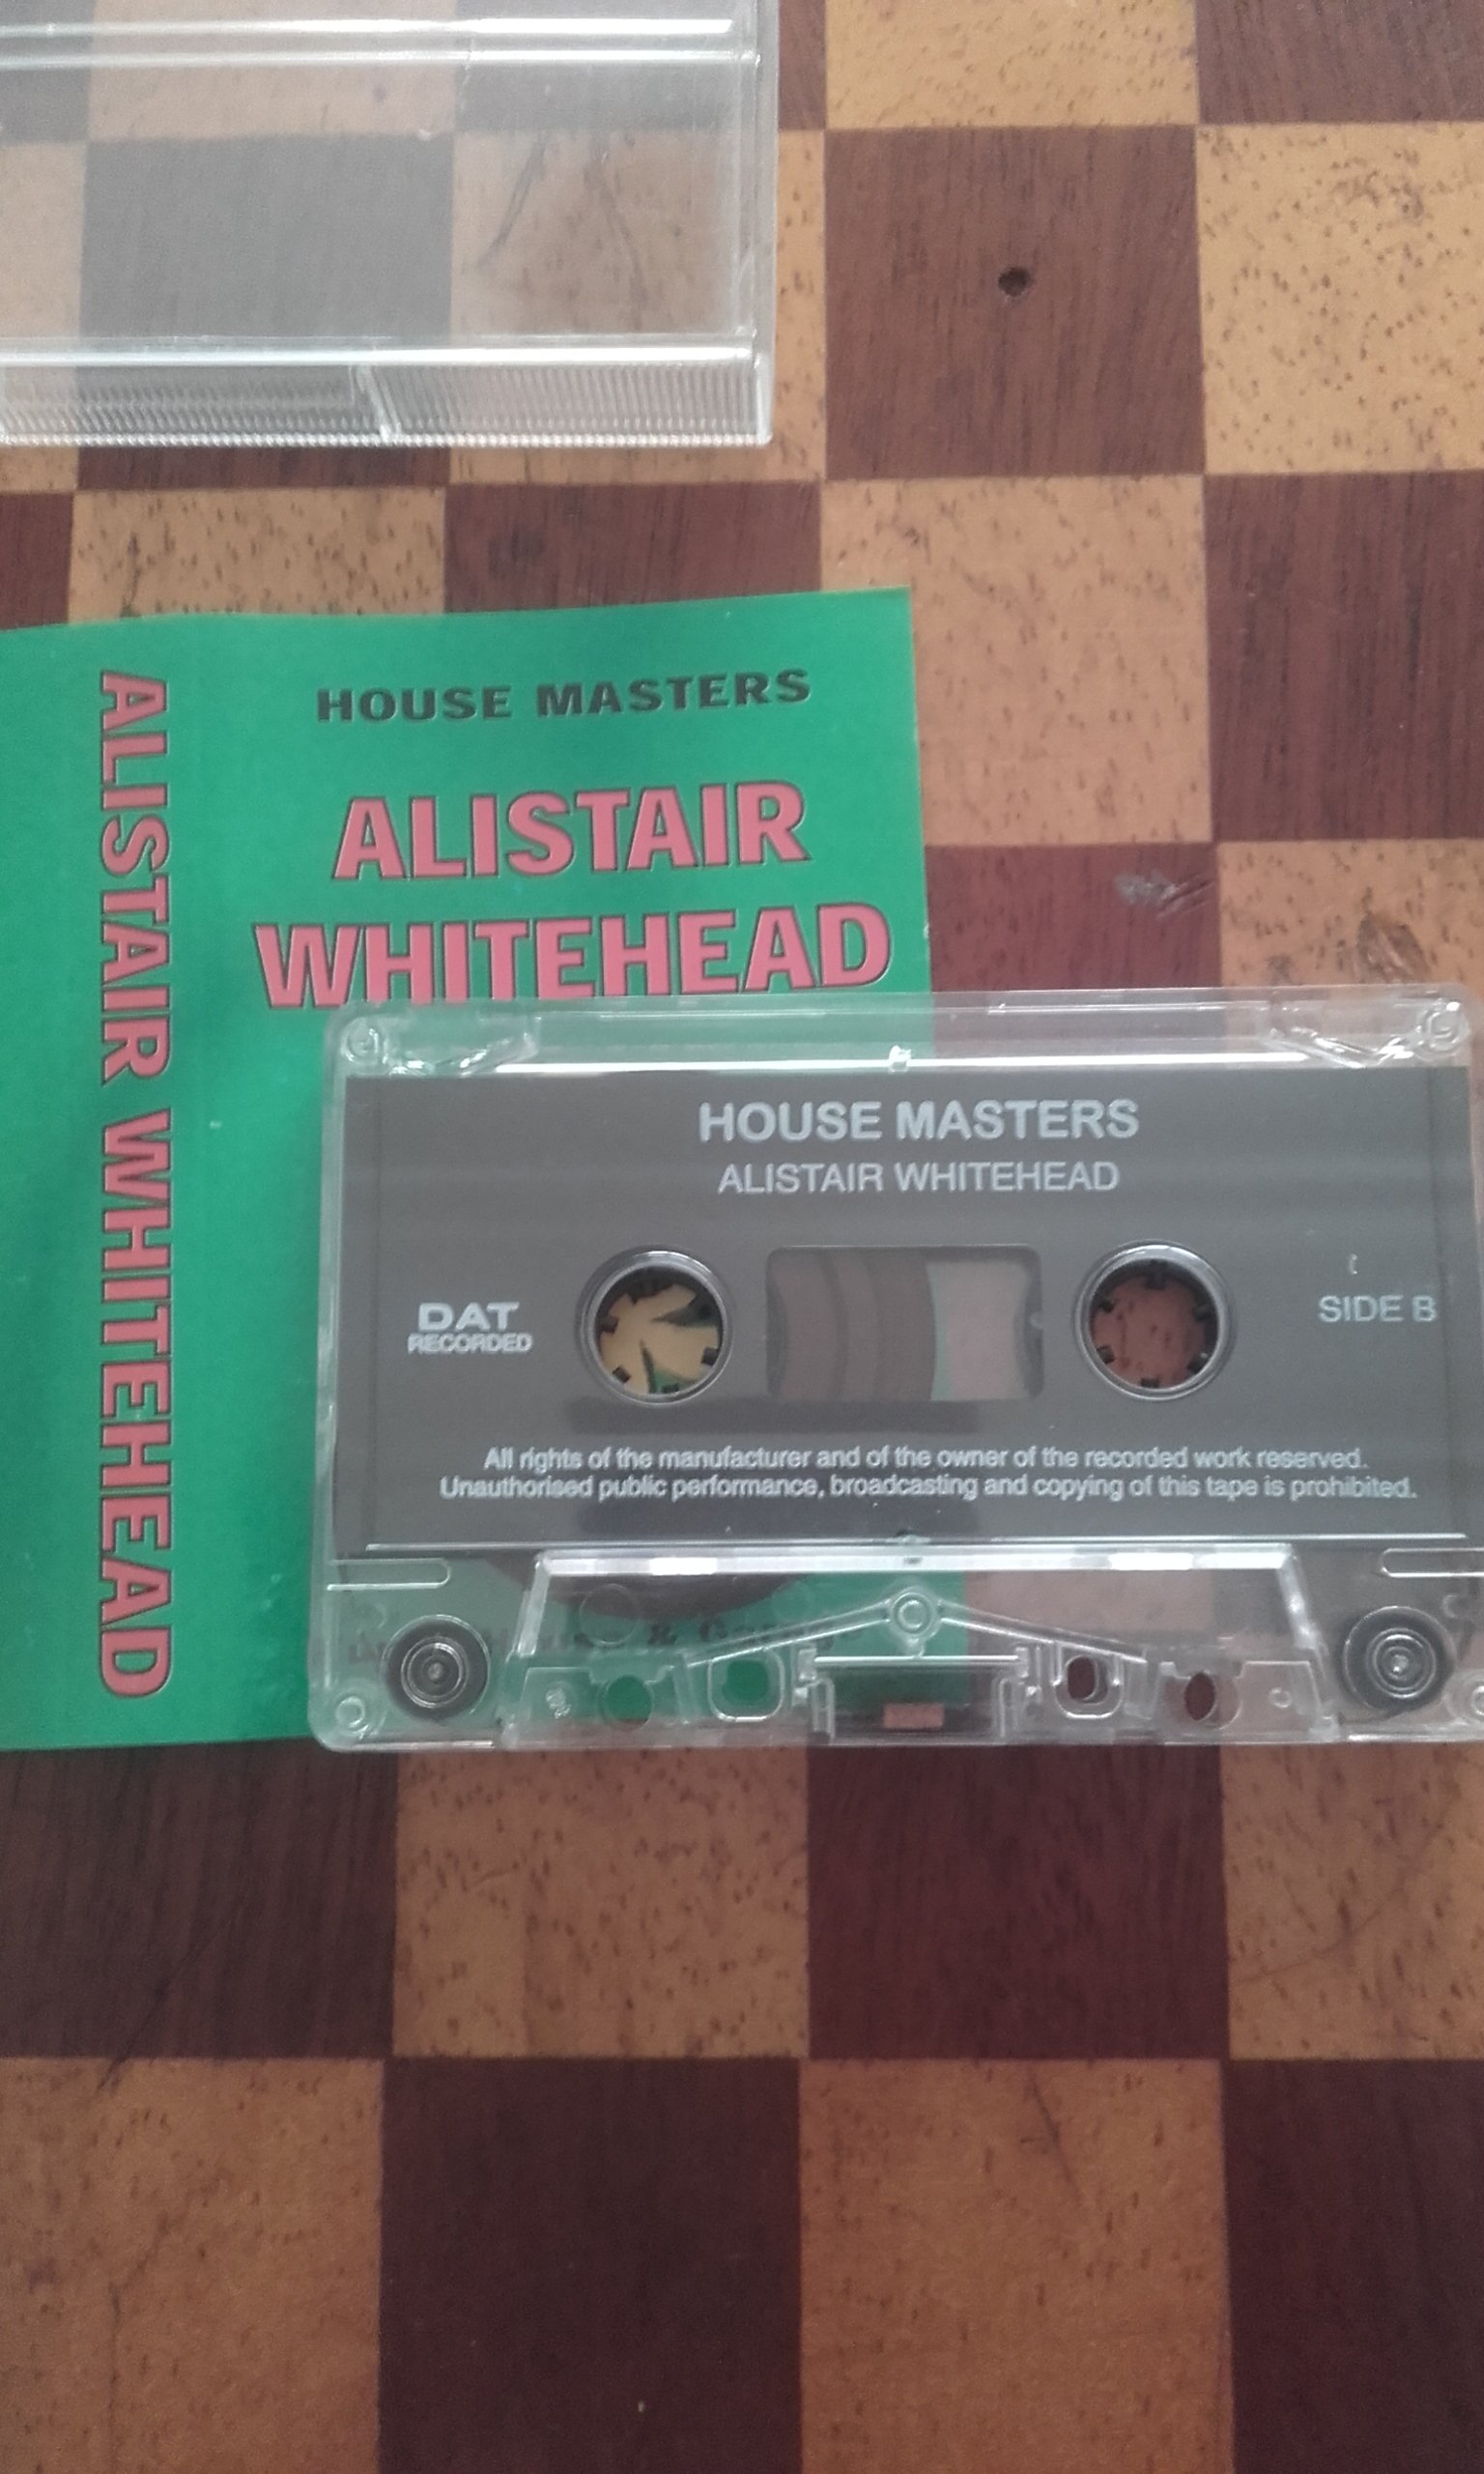 ALISTAIR WHITEHEAD
HOUSE MASTERS
ALISTAIR
WHITEHEAD
HOUSE MASTERS
ALISTAIR WHITEHEAD
DAT
RECORDED
SIDE B
All rights of the manufacturer and of the owner of the recorded work reserved.
Unauthorised public performance, broadcasting and copying of this tape is prohibited.